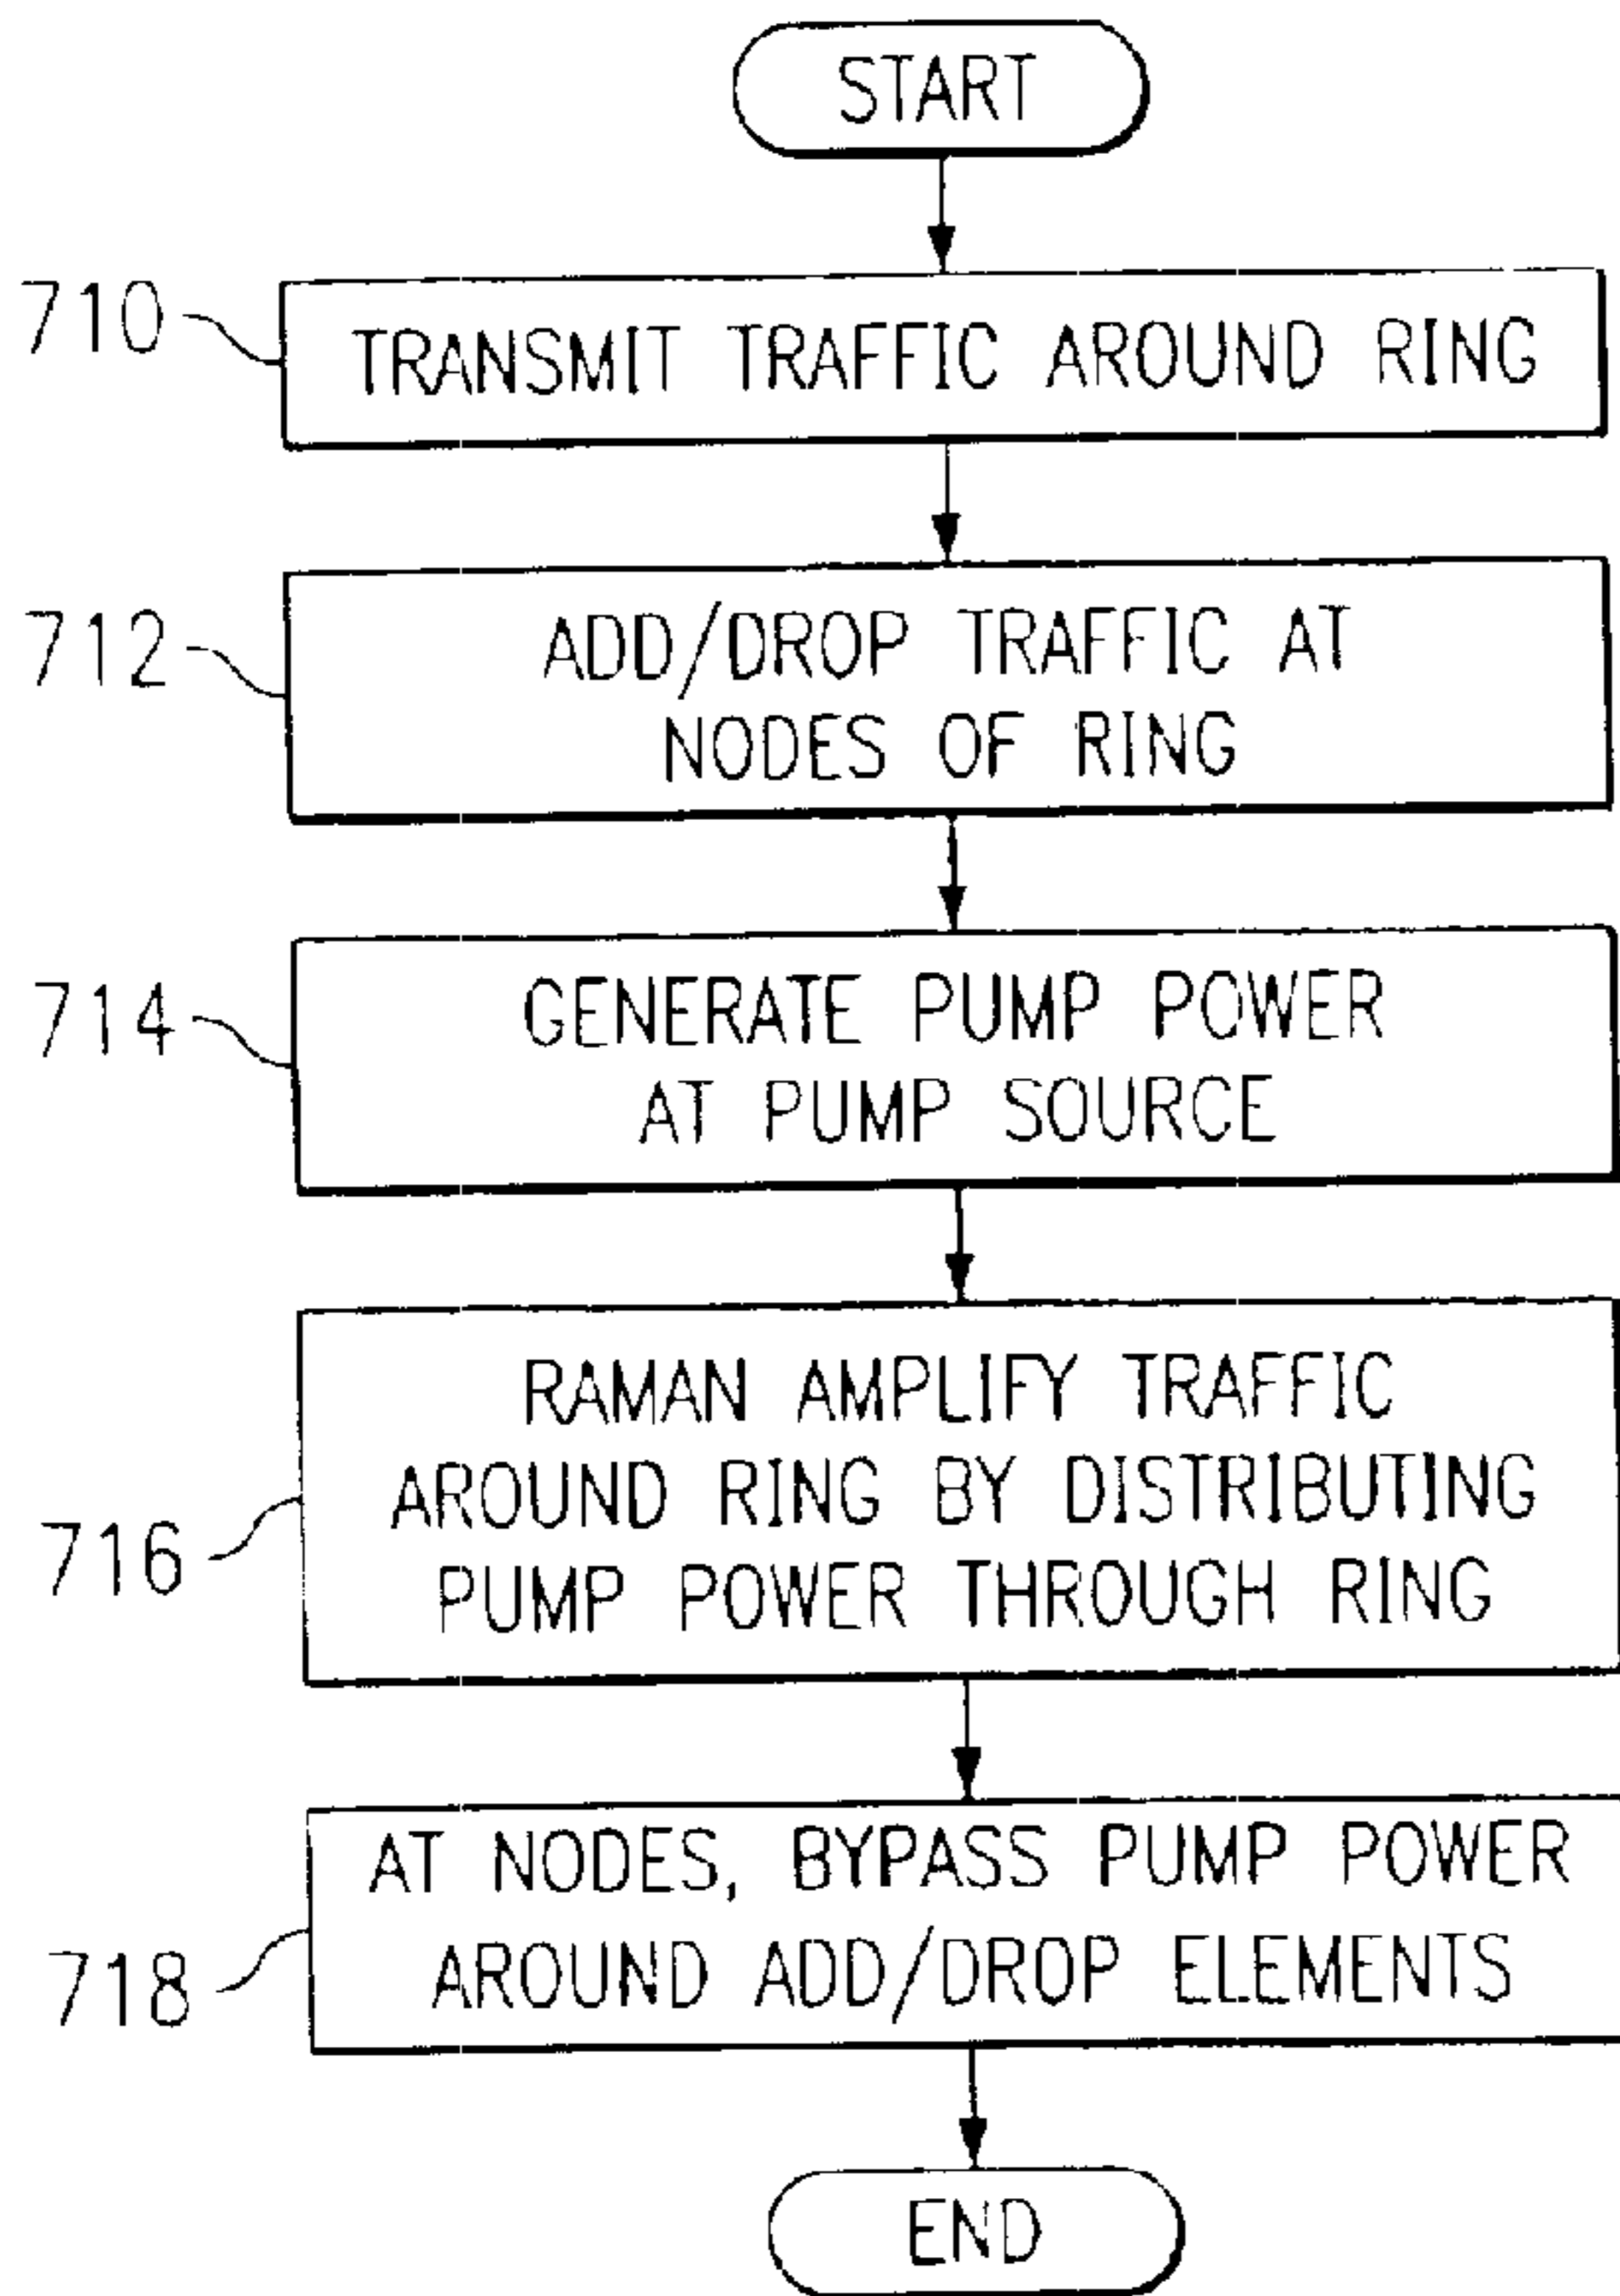 START
710
TRANSMIT TRAFFIC AROUND RING
712
ADD/DROP TRAFFIC AT
NODES OF RING
714
GENERATE PUMP POWER
AT PUMP SOURCE
716
RAMAN AMPLIFY TRAFFIC
AROUND RING BY DISTRIBUTING
PUMP POWER THROUGH RING
718
AT NODES, BYPASS PUMP POWER
AROUND ADD/DROP ELEMENTS
END